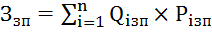 Ззп = ∑ni=1 Qiзп × Piзп